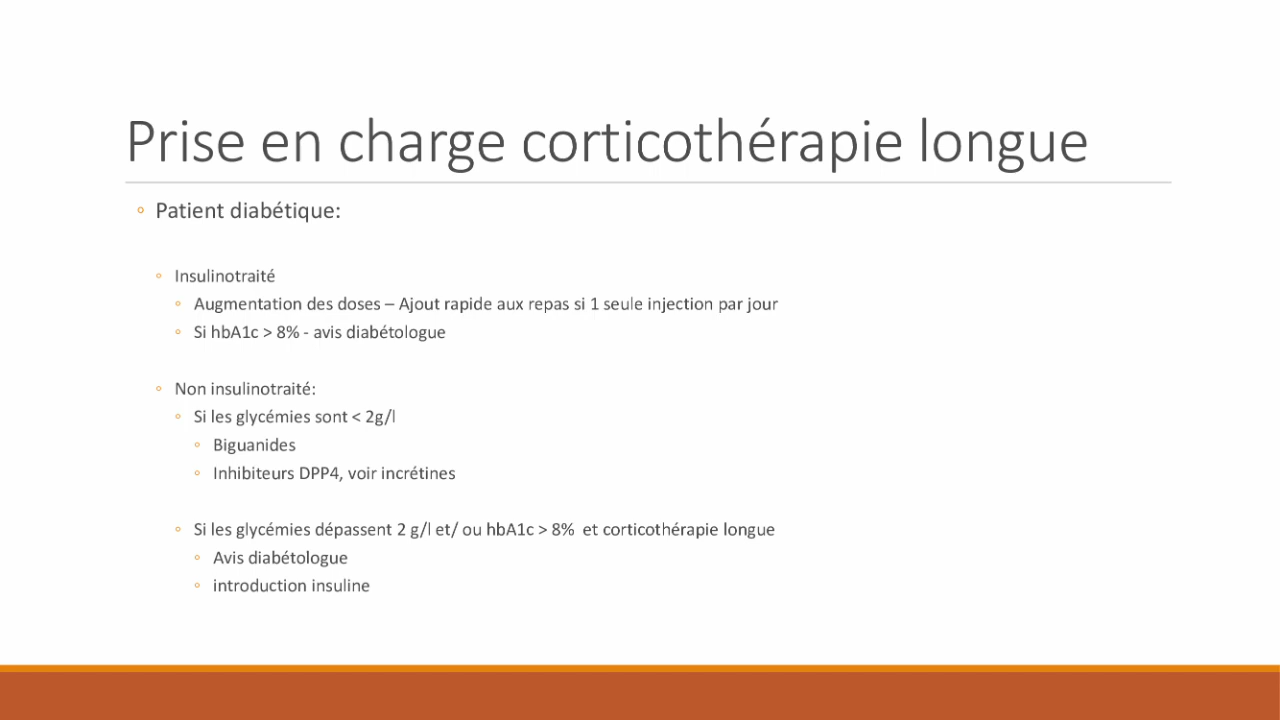 Prise en charge corticothérapie longue
◦ Patient diabétique:
◦ Insulinotraité
◦ Augmentation des doses – Ajout rapide aux repas si 1 seule injection par jour
◦ Si hbA1c > 8% - avis diabétologue
◦ Non insulinotraité:
◦ Si les glycémies sont < 2g/l
◦ Biguanides
◦ Inhibiteurs DPP4, voir incrétines
◦ Si les glycémies dépassent 2 g/l et/ ou hbA1c > 8% et corticothérapie longue
◦ Avis diabétologue
◦ introduction insuline